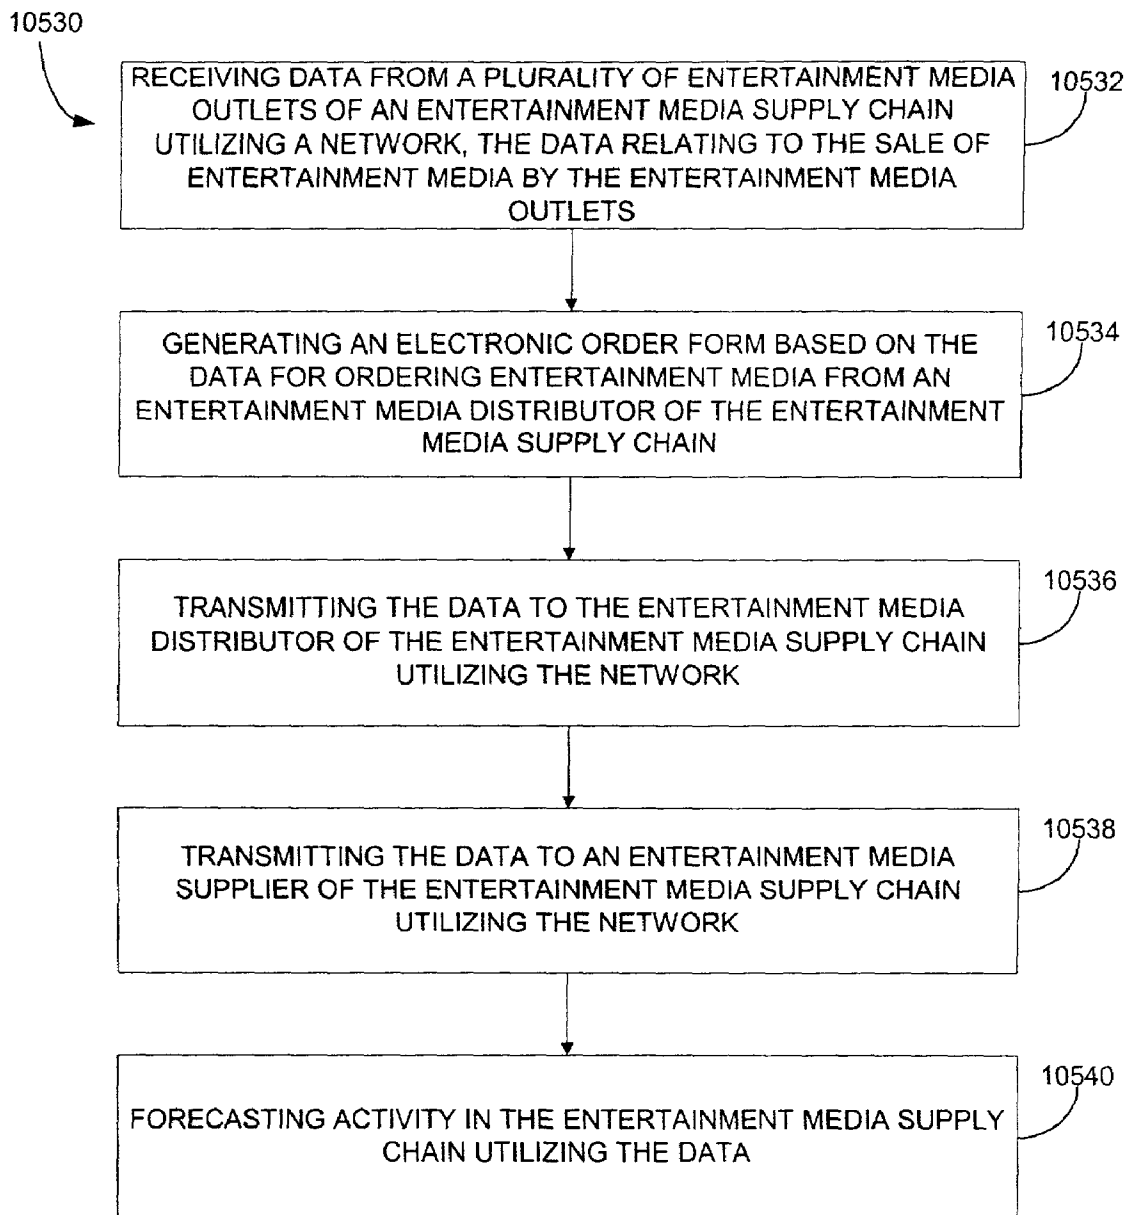 10530
RECEIVING DATA FROM A PLURALITY OF ENTERTAINMENT MEDIA
OUTLETS OF AN ENTERTAINMENT MEDIA SUPPLY CHAIN
UTILIZING A NETWORK, THE DATA RELATING TO THE SALE OF
ENTERTAINMENT MEDIA BY THE ENTERTAINMENT MEDIA
OUTLETS
10532
GENERATING AN ELECTRONIC ORDER FORM BASED ON THE
DATA FOR ORDERING ENTERTAINMENT MEDIA FROM AN
ENTERTAINMENT MEDIA DISTRIBUTOR OF THE ENTERTAINMENT
MEDIA SUPPLY CHAIN
10534
TRANSMITTING THE DATA TO THE ENTERTAINMENT MEDIA
DISTRIBUTOR OF THE ENTERTAINMENT MEDIA SUPPLY CHAIN
UTILIZING THE NETWORK
10536
TRANSMITTING THE DATA TO AN ENTERTAINMENT MEDIA
SUPPLIER OF THE ENTERTAINMENT MEDIA SUPPLY CHAIN
UTILIZING THE NETWORK
10538
FORECASTING ACTIVITY IN THE ENTERTAINMENT MEDIA SUPPLY
CHAIN UTILIZING THE DATA
10540